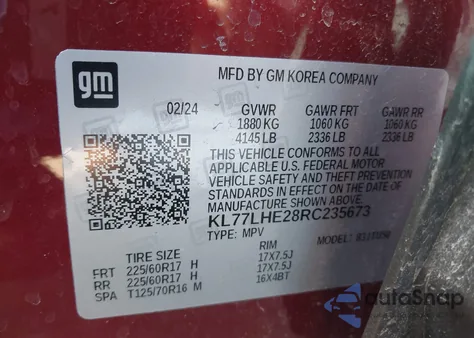 gm
MFD BY GM KOREA COMPANY
02/24 GVWR GAWR FRT GAWR RR
1880 KG 1060 KG 1060 KG
4145 LB 2336 LB 2336 LB
THIS VEHICLE CONFORMS TO ALL
APPLICABLE U.S. FEDERAL MOTOR
VEHICLE SAFETY AND THEFT PREVENTION
STANDARDS IN EFFECT ON THE DATE OF
MANUFACTURE SHOWN ABOVE.
KL77LHE28RC235673
TYPE: MPV MODEL:
TIRE SIZE RIM
FRT 225/60R17 H 17X7.5J
RR 225/60R17 H 17X7.5J
SPA T125/70R16 M 16X4BT
autoSnap